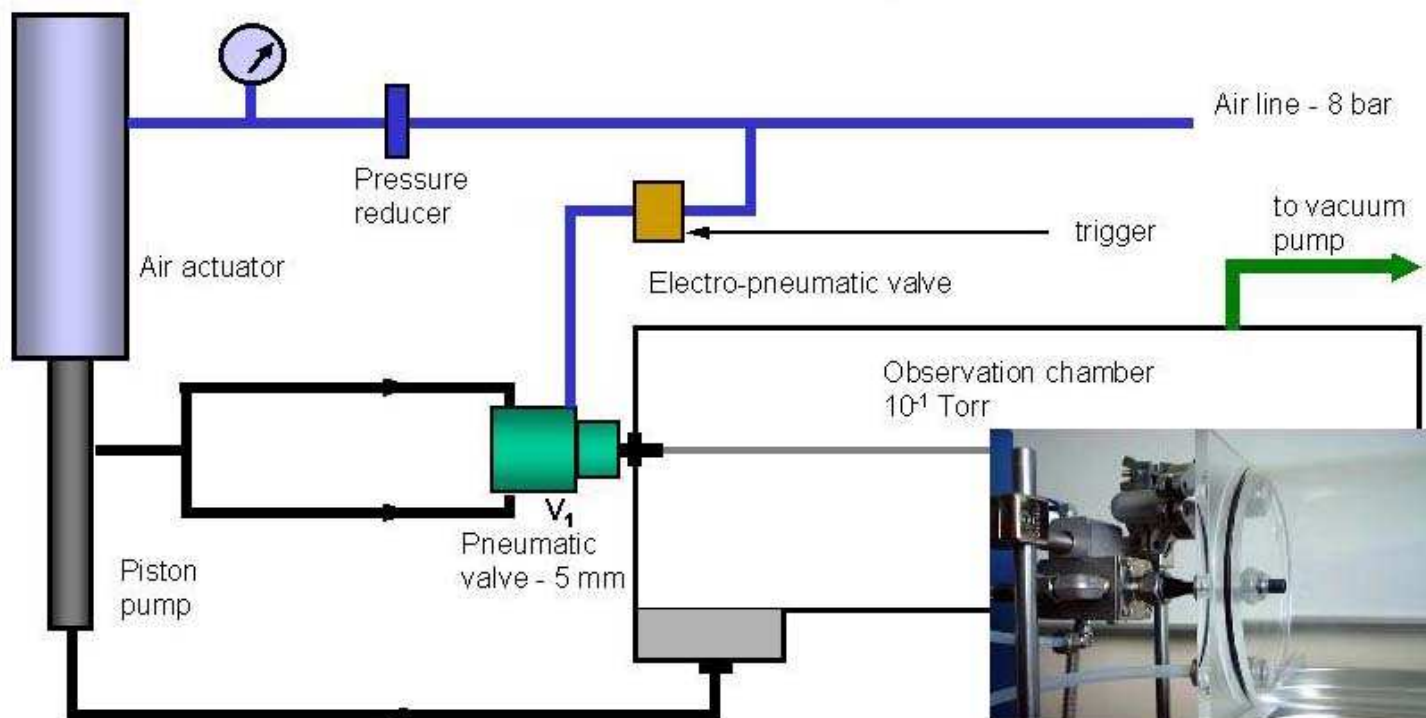 Air line - 8 bar
Pressure
reducer
to vacuum
pump
trigger
Air actuator
Electro-pneumatic valve
Observation chamber
10⁻¹ Torr
V₁
Pneumatic
valve - 5 mm
Piston
pump